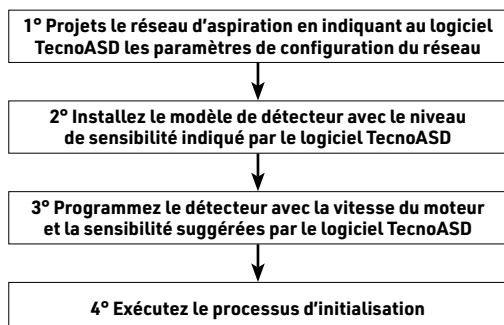 1° Projets le réseau d'aspiration en indiquant au logiciel
TecnoASD les paramètres de configuration du réseau
2° Installez le modèle de détecteur avec le niveau
de sensibilité indiqué par le logiciel TecnoASD
3° Programmez le détecteur avec la vitesse du moteur
et la sensibilité suggérées par le logiciel TecnoASD
4° Exécutez le processus d'initialisation